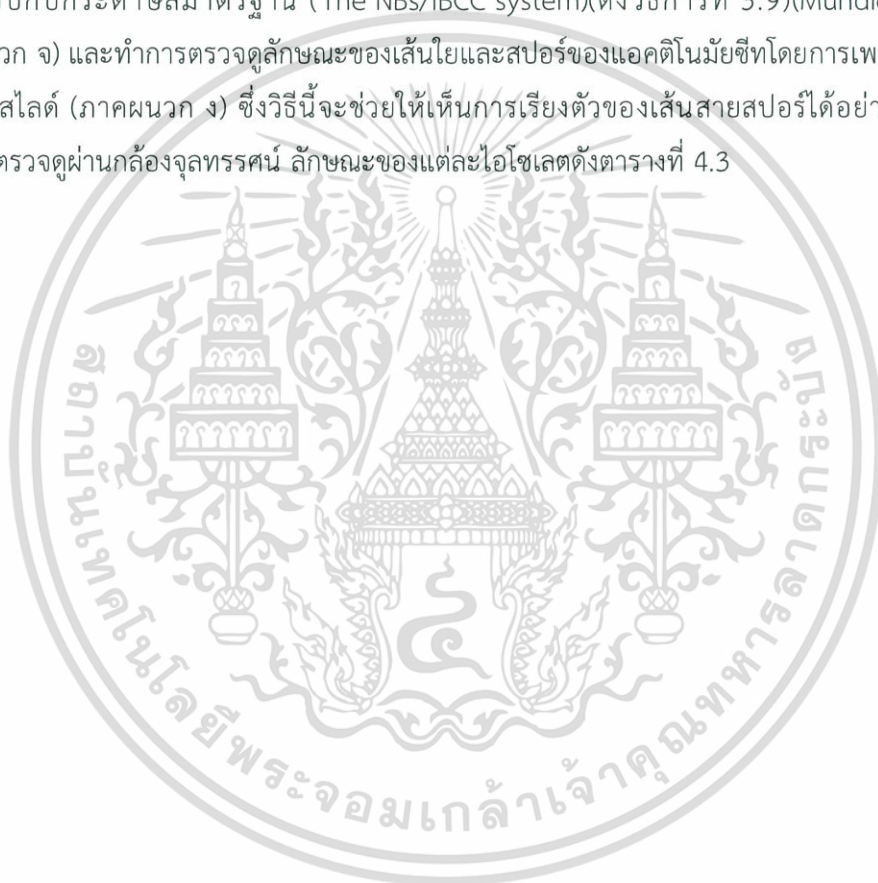 กระดาษสีมาตรฐาน (The NBs/IBCC system)(ดังวิธีการที่ 3.9)(Mundie
วก จ) และทำการตรวจดูลักษณะของเส้นใยและสปอร์ของแอคติโนมัยซีทโดยการเพ
สไลด์ (ภาคผนวก ง) ซึ่งวิธีนี้จะช่วยให้เห็นการเรียงตัวของเส้นสายสปอร์ได้อย่า
ตรวจดูผ่านกล้องจุลทรรศน์ ลักษณะของแต่ละไอโซเลตดังตารางที่ 4.3
สถาบันเทคโนโลยีพระจอมเกล้าเจ้าคุณทหารลาดกระบัง